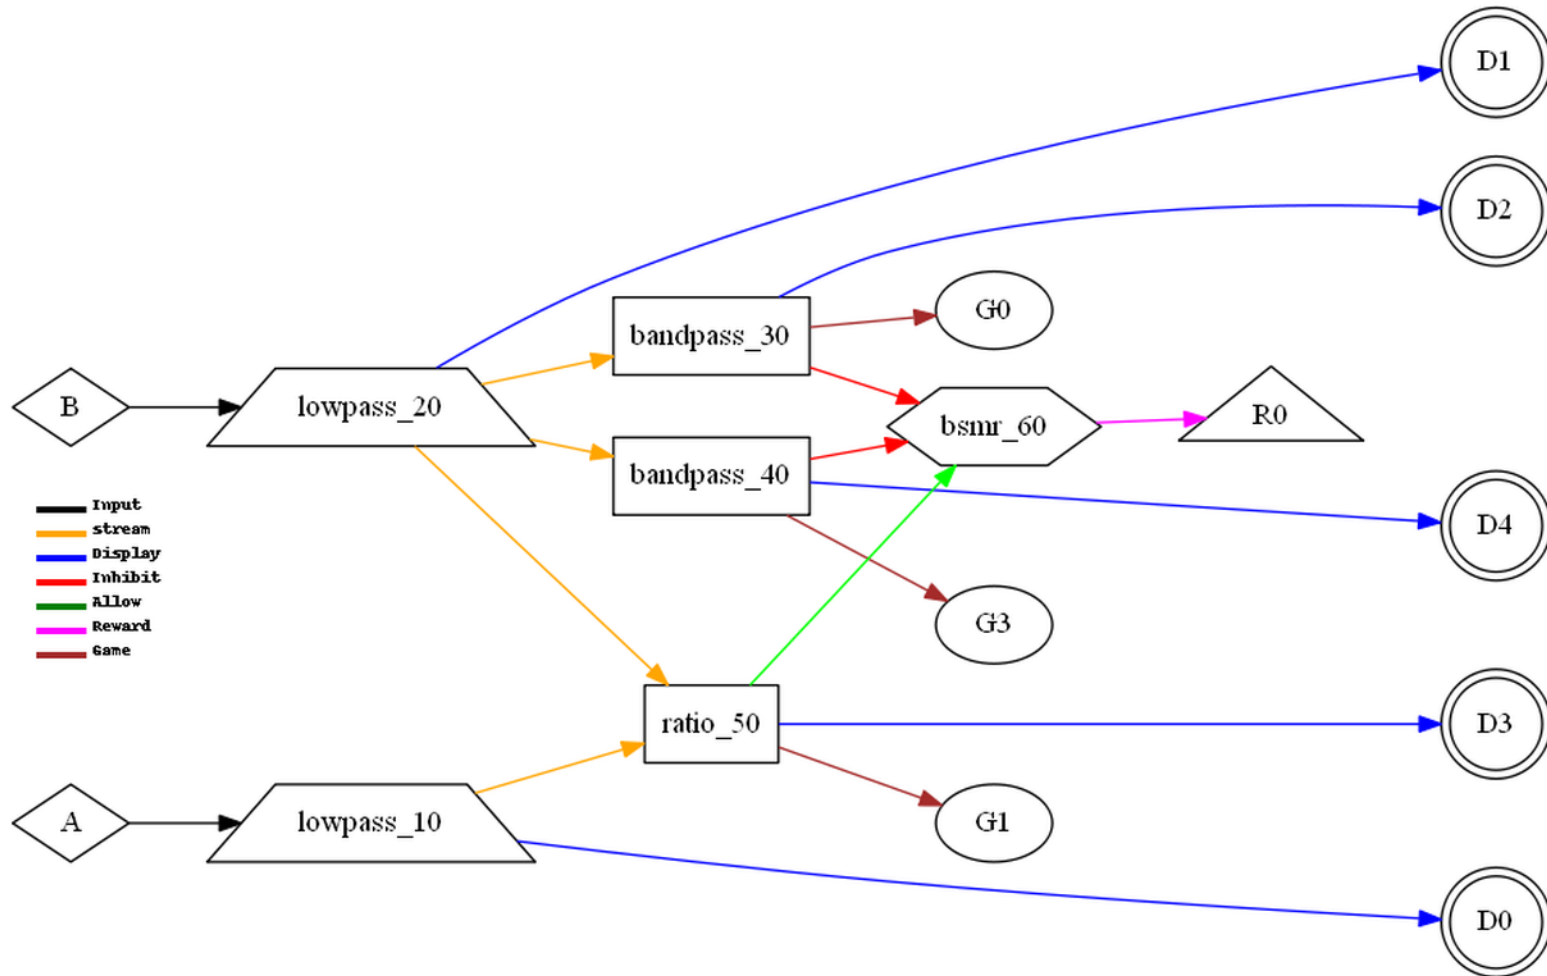 D1
D2
G0
bandpass_30
B
lowpass_20
bsmr_60
R0
bandpass_40
D4
Input
stream
Display
Inhibit
Allow
Reward
Game
G3
ratio_50
D3
A
lowpass_10
G1
D0